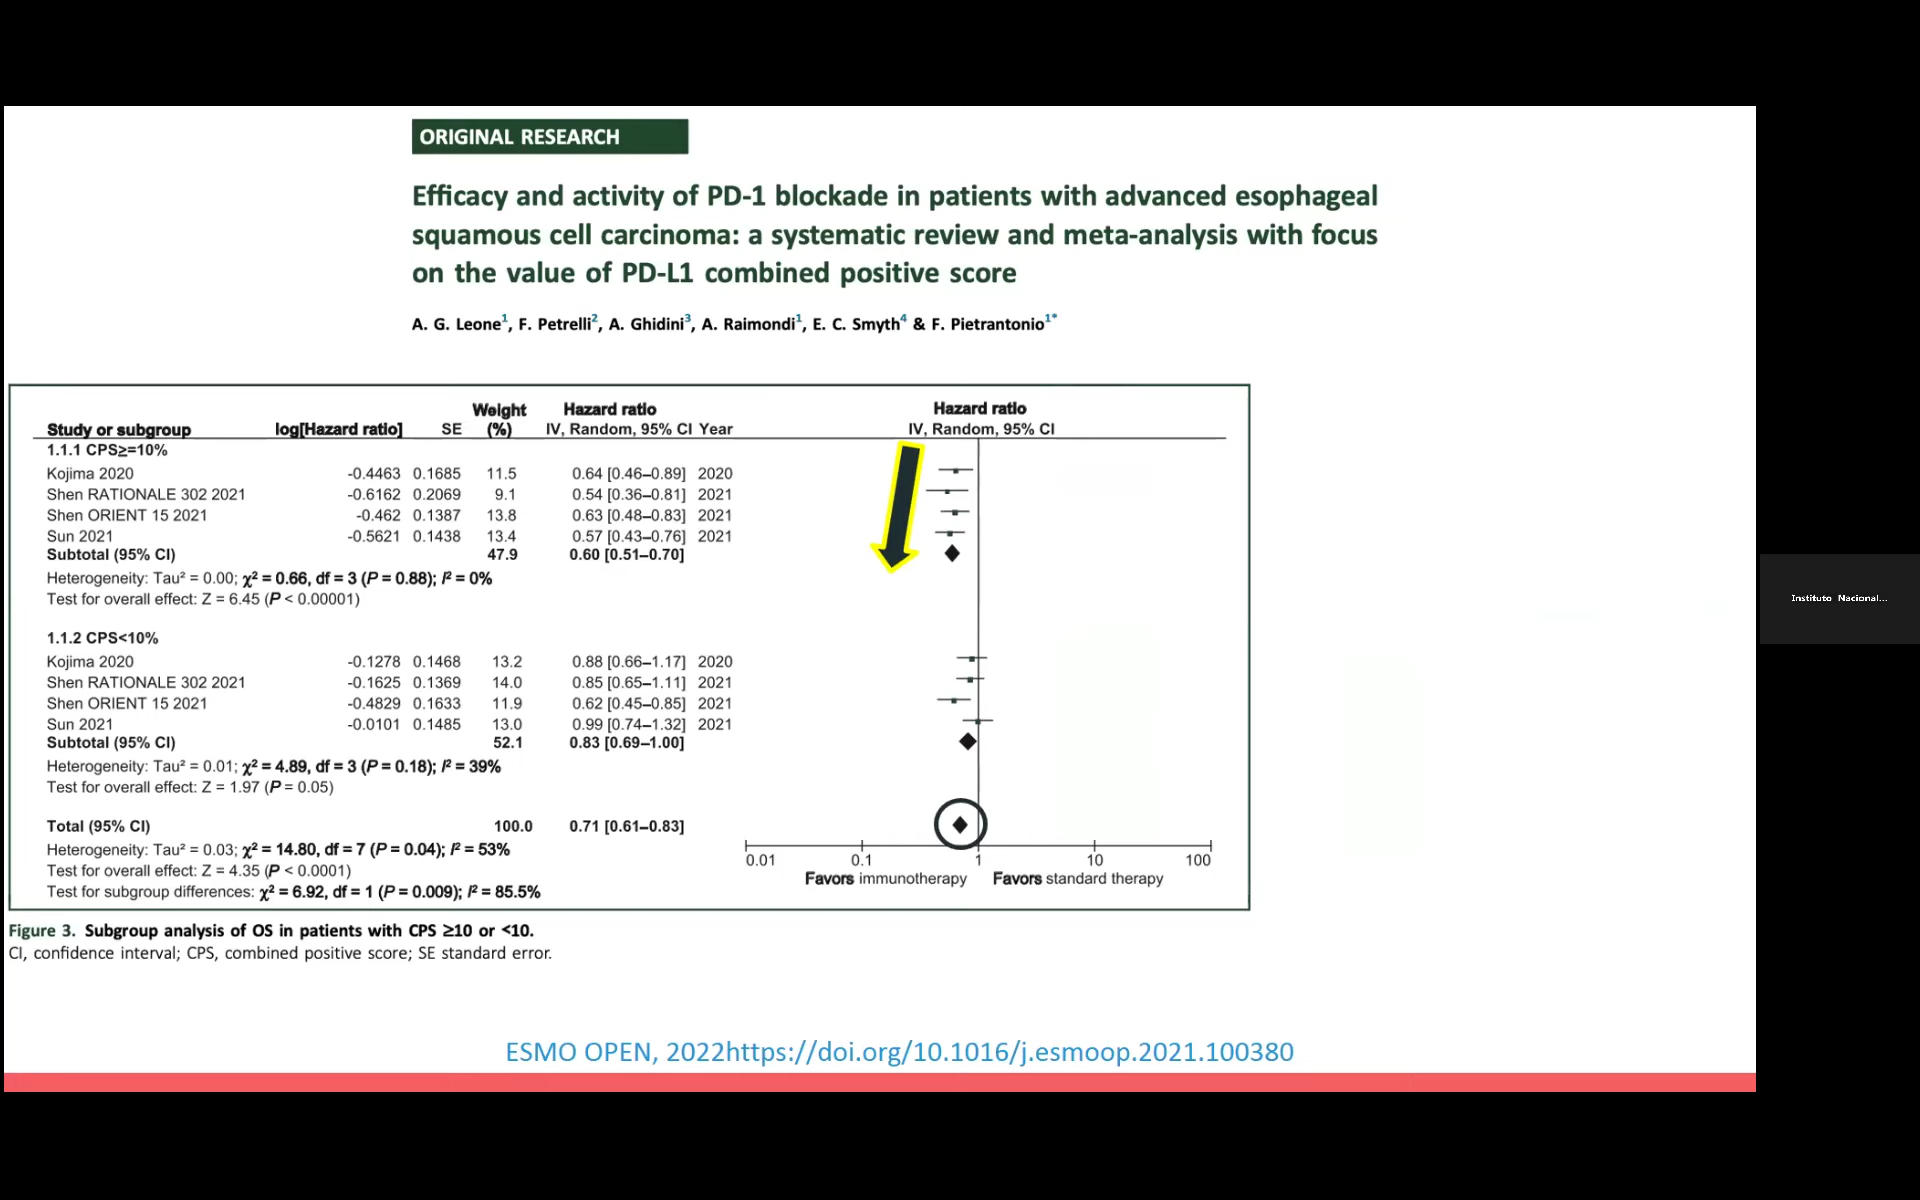 ORIGINAL RESEARCH
Efficacy and activity of PD-1 blockade in patients with advanced esophageal
squamous cell carcinoma: a systematic review and meta-analysis with focus
on the value of PD-L1 combined positive score
A. G. Leone¹, F. Petrelli², A. Ghidini³, A. Raimondi¹, E. C. Smyth⁴ & F. Pietrantonio¹*
Weight Hazard ratio Hazard ratio
Study or subgroup log[Hazard ratio] SE (%) IV, Random, 95% CI Year IV, Random, 95% CI
1.1.1 CPS≥=10%
Kojima 2020 -0.4463 0.1685 11.5 0.64 [0.46–0.89] 2020
Shen RATIONALE 302 2021 -0.6162 0.2069 9.1 0.54 [0.36–0.81] 2021
Shen ORIENT 15 2021 -0.462 0.1387 13.8 0.63 [0.48–0.83] 2021
Sun 2021 -0.5621 0.1438 13.4 0.57 [0.43–0.76] 2021
Subtotal (95% CI) 47.9 0.60 [0.51–0.70]
Heterogeneity: Tau² = 0.00; χ² = 0.66, df = 3 (P = 0.88); I² = 0%
Test for overall effect: Z = 6.45 (P < 0.00001)
1.1.2 CPS<10%
Kojima 2020 -0.1278 0.1468 13.2 0.88 [0.66–1.17] 2020
Shen RATIONALE 302 2021 -0.1625 0.1369 14.0 0.85 [0.65–1.11] 2021
Shen ORIENT 15 2021 -0.4829 0.1633 11.9 0.62 [0.45–0.85] 2021
Sun 2021 -0.0101 0.1485 13.0 0.99 [0.74–1.32] 2021
Subtotal (95% CI) 52.1 0.83 [0.69–1.00]
Heterogeneity: Tau² = 0.01; χ² = 4.89, df = 3 (P = 0.18); I² = 39%
Test for overall effect: Z = 1.97 (P = 0.05)
Total (95% CI) 100.0 0.71 [0.61–0.83]
Heterogeneity: Tau² = 0.03; χ² = 14.80, df = 7 (P = 0.04); I² = 53%
Test for overall effect: Z = 4.35 (P < 0.0001)
Test for subgroup differences: χ² = 6.92, df = 1 (P = 0.009); I² = 85.5%
0.01 0.1 1 10 100
Favors immunotherapy Favors standard therapy
Figure 3. Subgroup analysis of OS in patients with CPS ≥10 or <10.
CI, confidence interval; CPS, combined positive score; SE standard error.
ESMO OPEN, 2022https://doi.org/10.1016/j.esmoop.2021.100380
Instituto Nacional...